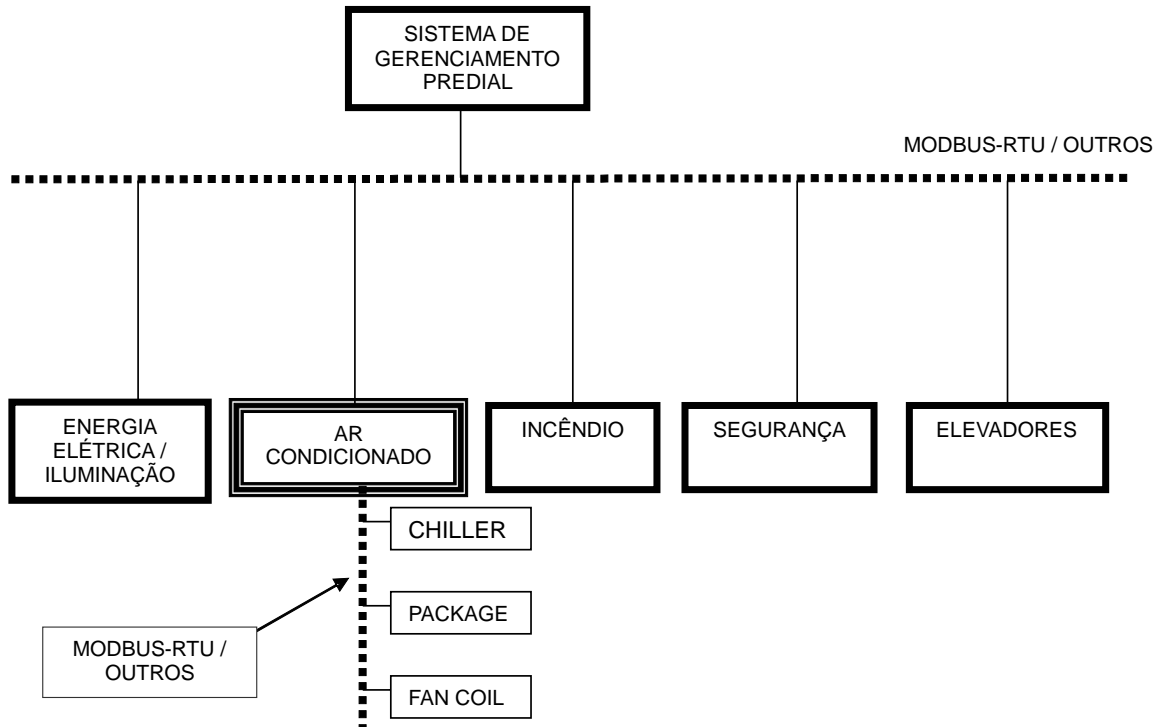 SISTEMA DE
GERENCIAMENTO
PREDIAL
MODBUS-RTU / OUTROS
ENERGIA
ELÉTRICA /
ILUMINAÇÃO
AR
CONDICIONADO
INCÊNDIO
SEGURANÇA
ELEVADORES
CHILLER
PACKAGE
MODBUS-RTU /
OUTROS
FAN COIL